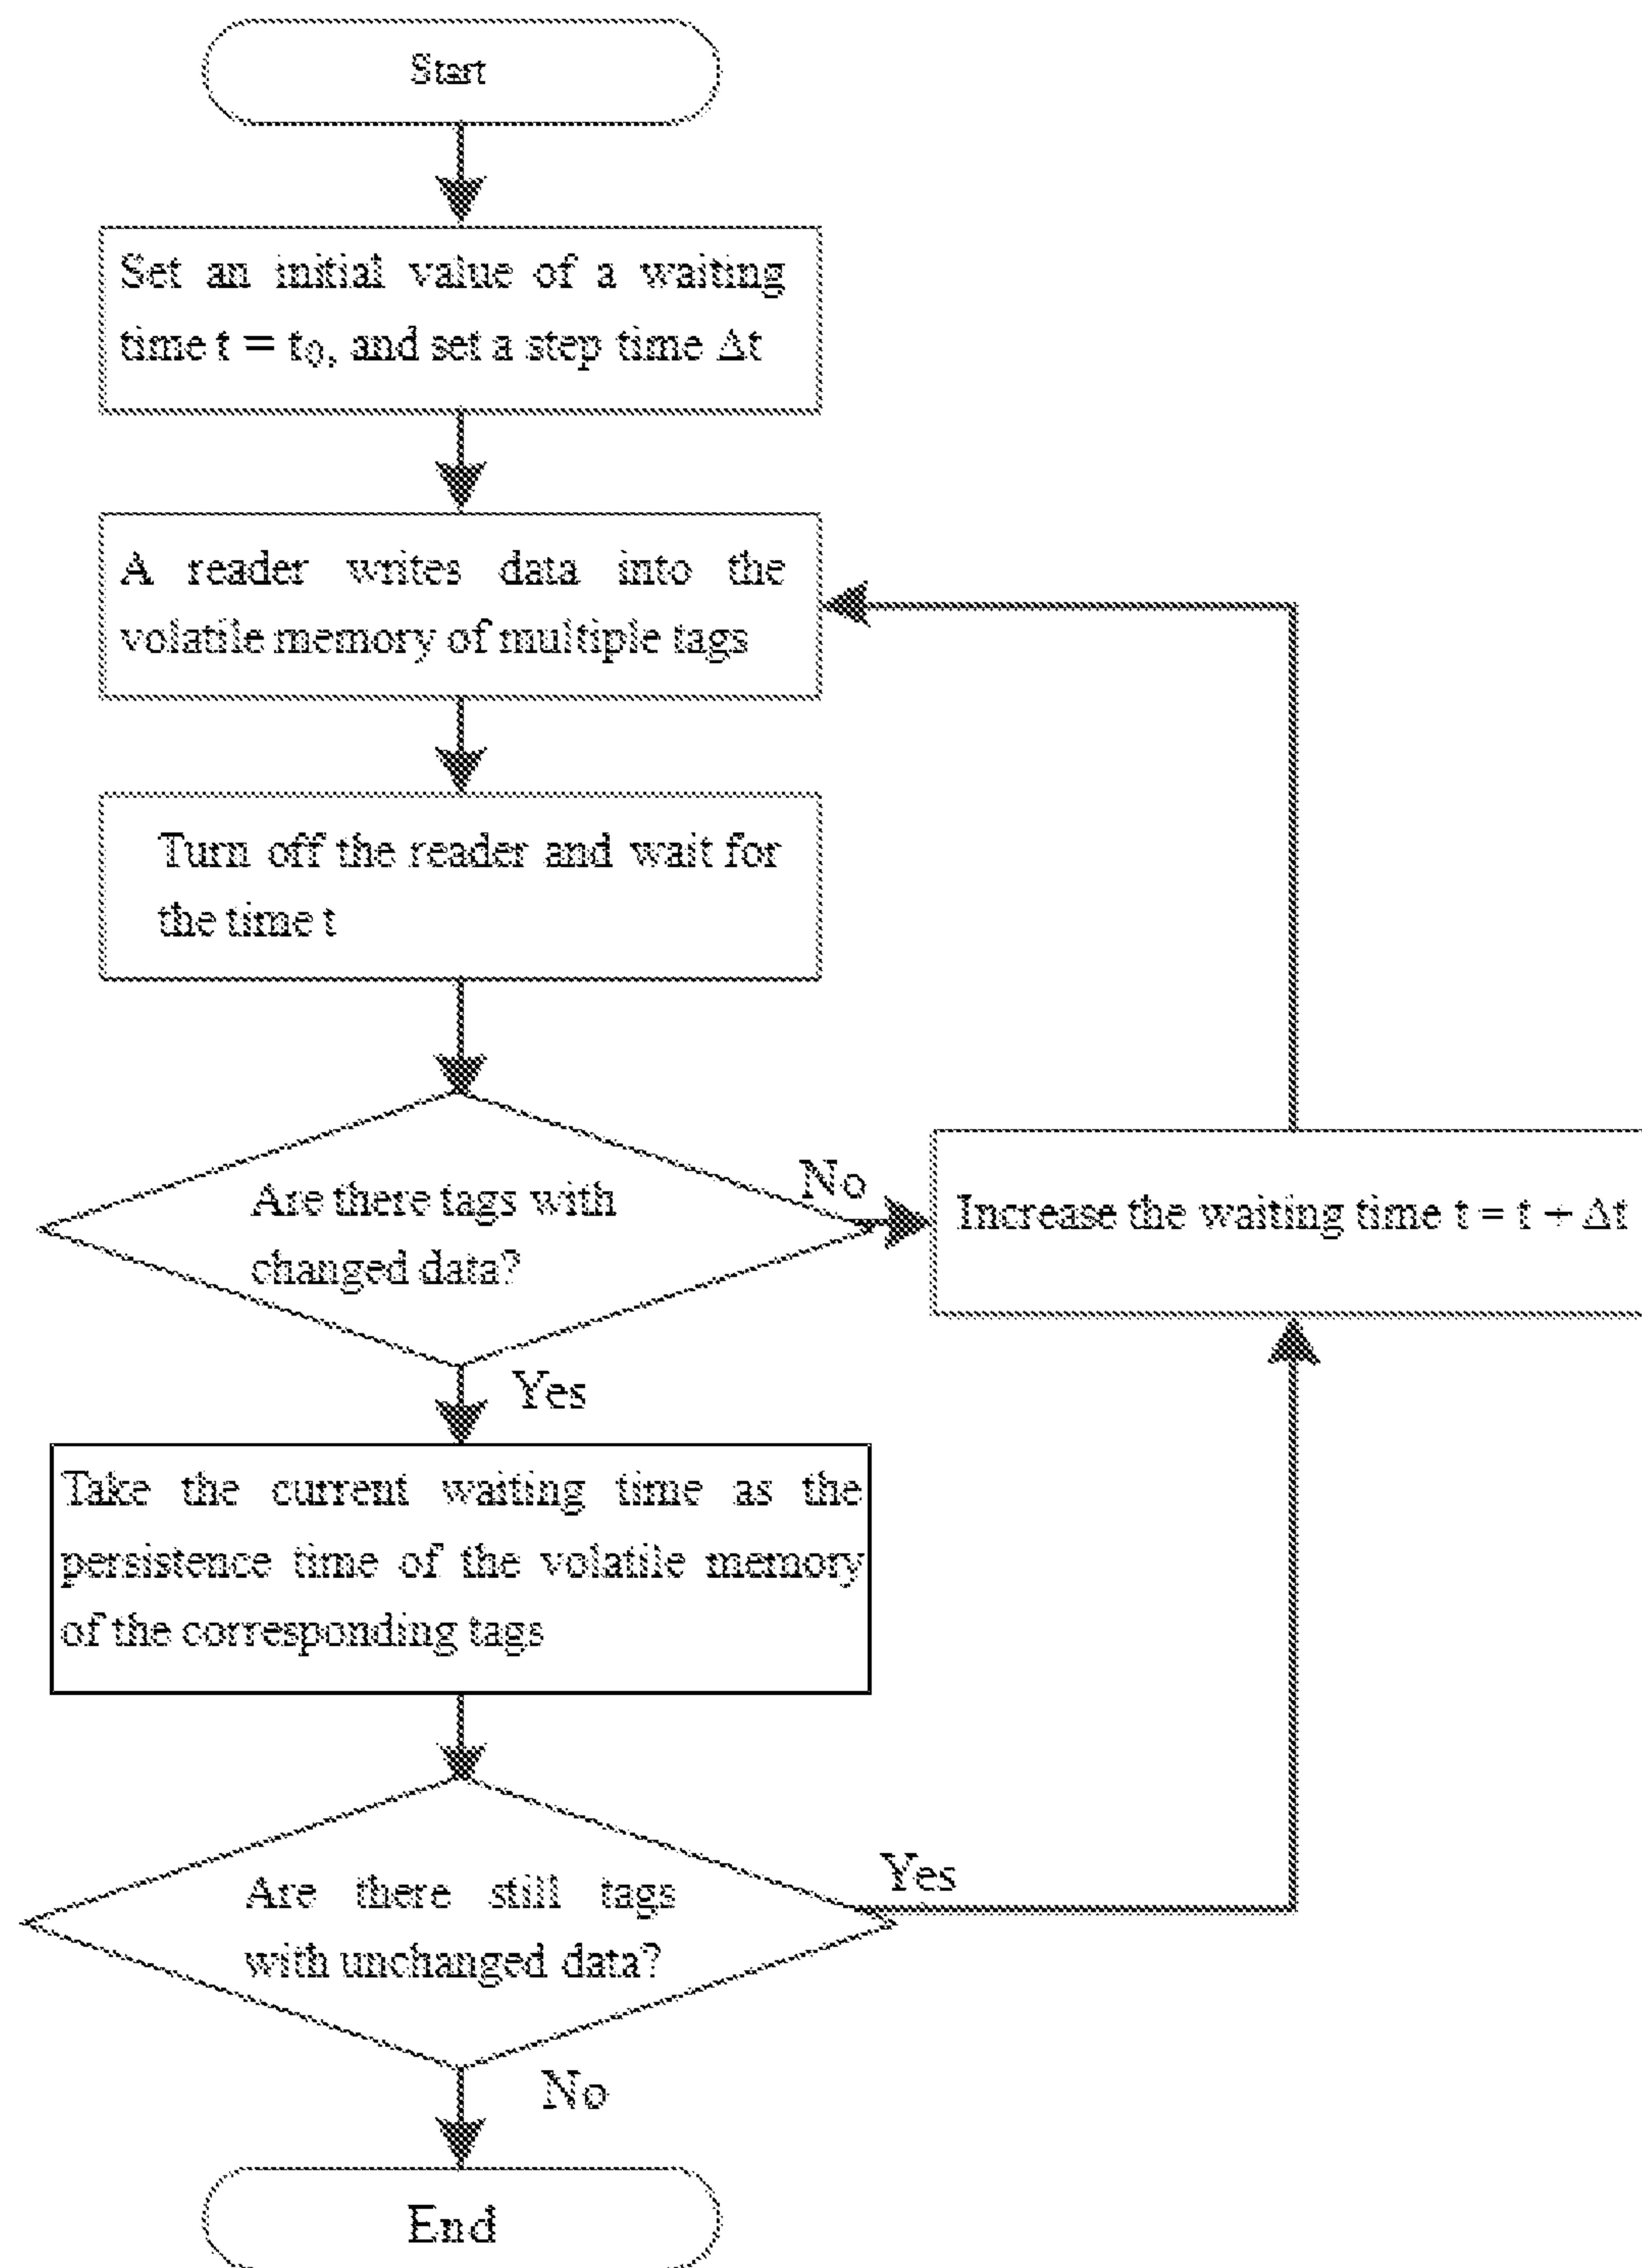 Start
Set an initial value of a waiting
time t = t₀, and set a step time Δt
A reader writes data into the
volatile memory of multiple tags
Turn off the reader and wait for
the time t
Are there tags with
changed data?
No
Increase the waiting time t = t + Δt
Yes
Take the current waiting time as the
persistence time of the volatile memory
of the corresponding tags
Are there still tags
with unchanged data?
Yes
No
End